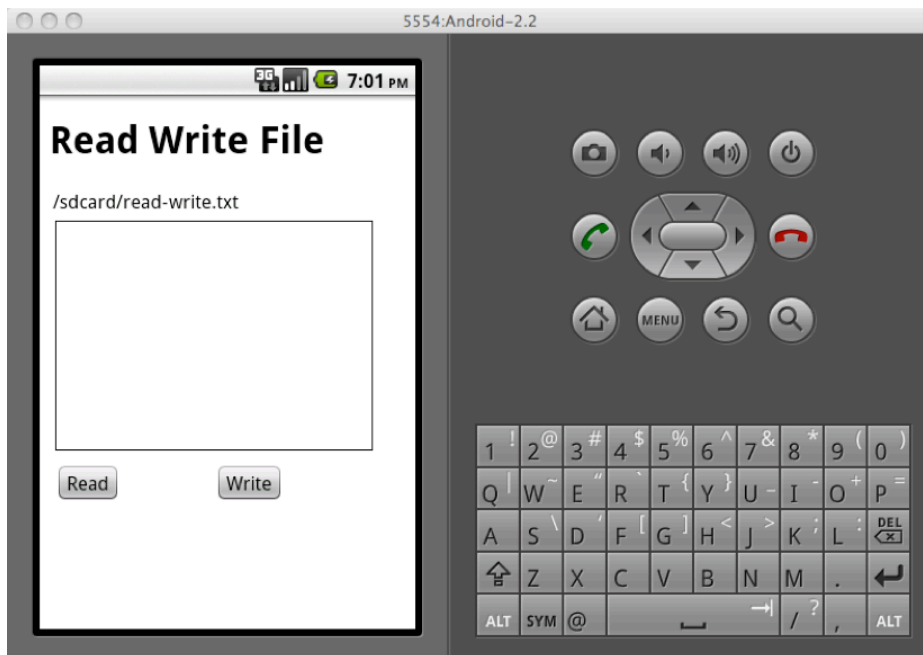 5554:Android-2.2
3G 7:01 PM
Read Write File
/sdcard/read-write.txt
Read Write
MENU
1 ! 2 @ 3 # 4 $ 5 % 6 ^ 7 & 8 * 9 ( 0 )
Q | W ~ E " R ` T { Y } U _ I - O + P =
A S \ D ' F [ G ] H < J > K ; L : DEL
Z X C V B N M .
ALT SYM @ / ? , ALT